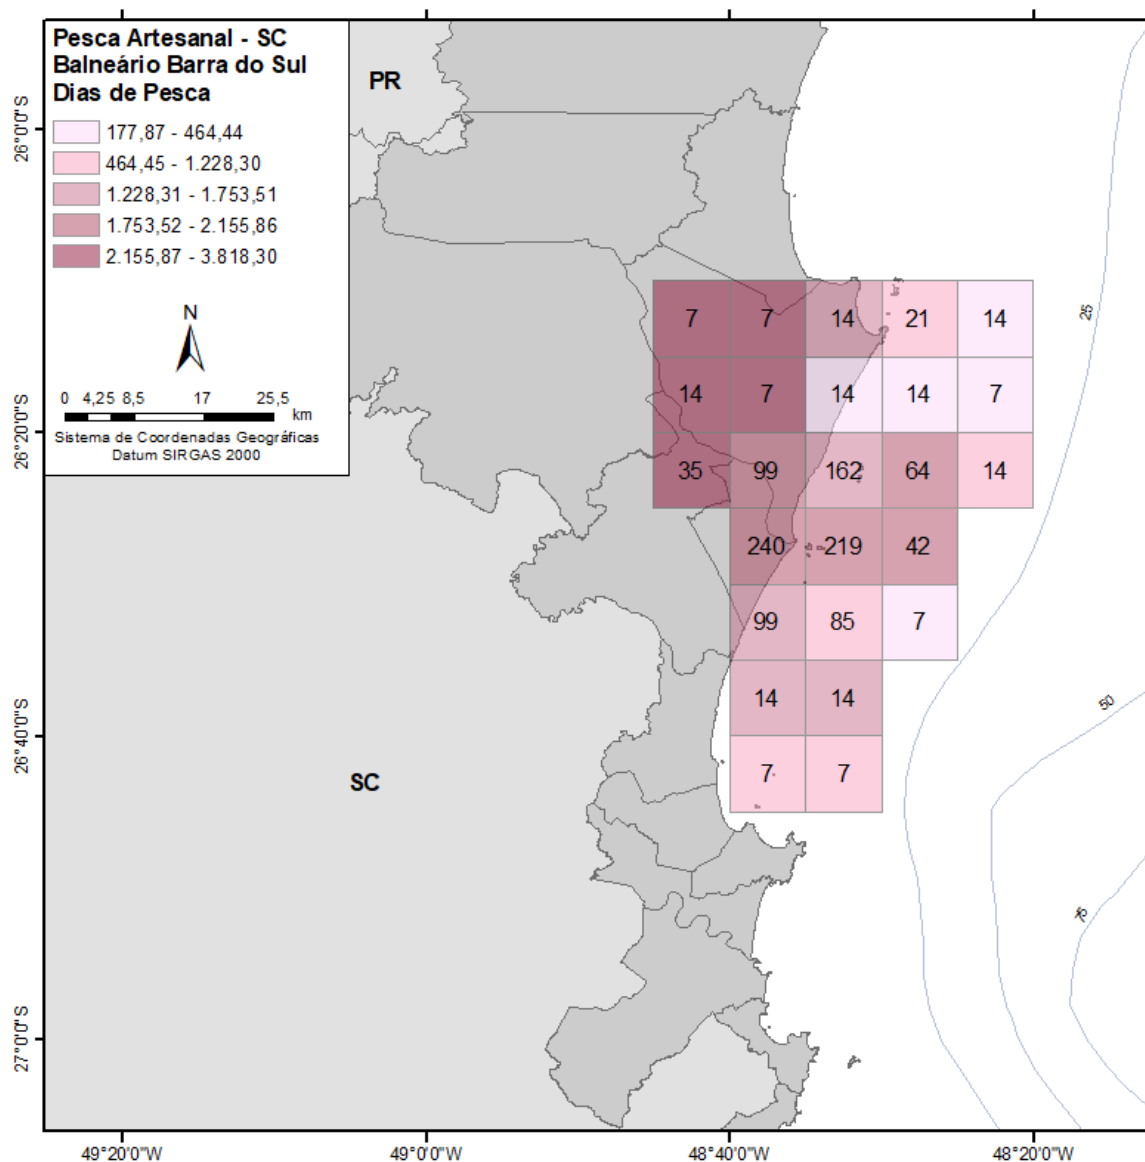 Pesca Artesanal - SC
Balneário Barra do Sul
Dias de Pesca
177,87 - 464,44
464,45 - 1.228,30
1.228,31 - 1.753,51
1.753,52 - 2.155,86
2.155,87 - 3.818,30
N
0 4,25 8,5 17 25,5
km
Sistema de Coordenadas Geográficas
Datum SIRGAS 2000
PR
SC
26°0'0"S
26°20'0"S
26°40'0"S
27°0'0"S
7 7 14 21 14
14 7 14 14 7
35 99 162 64 14
240 219 42
99 85 7
14 14
7 7
25
50
75
49°20'0"W 49°0'0"W 48°40'0"W 48°20'0"W